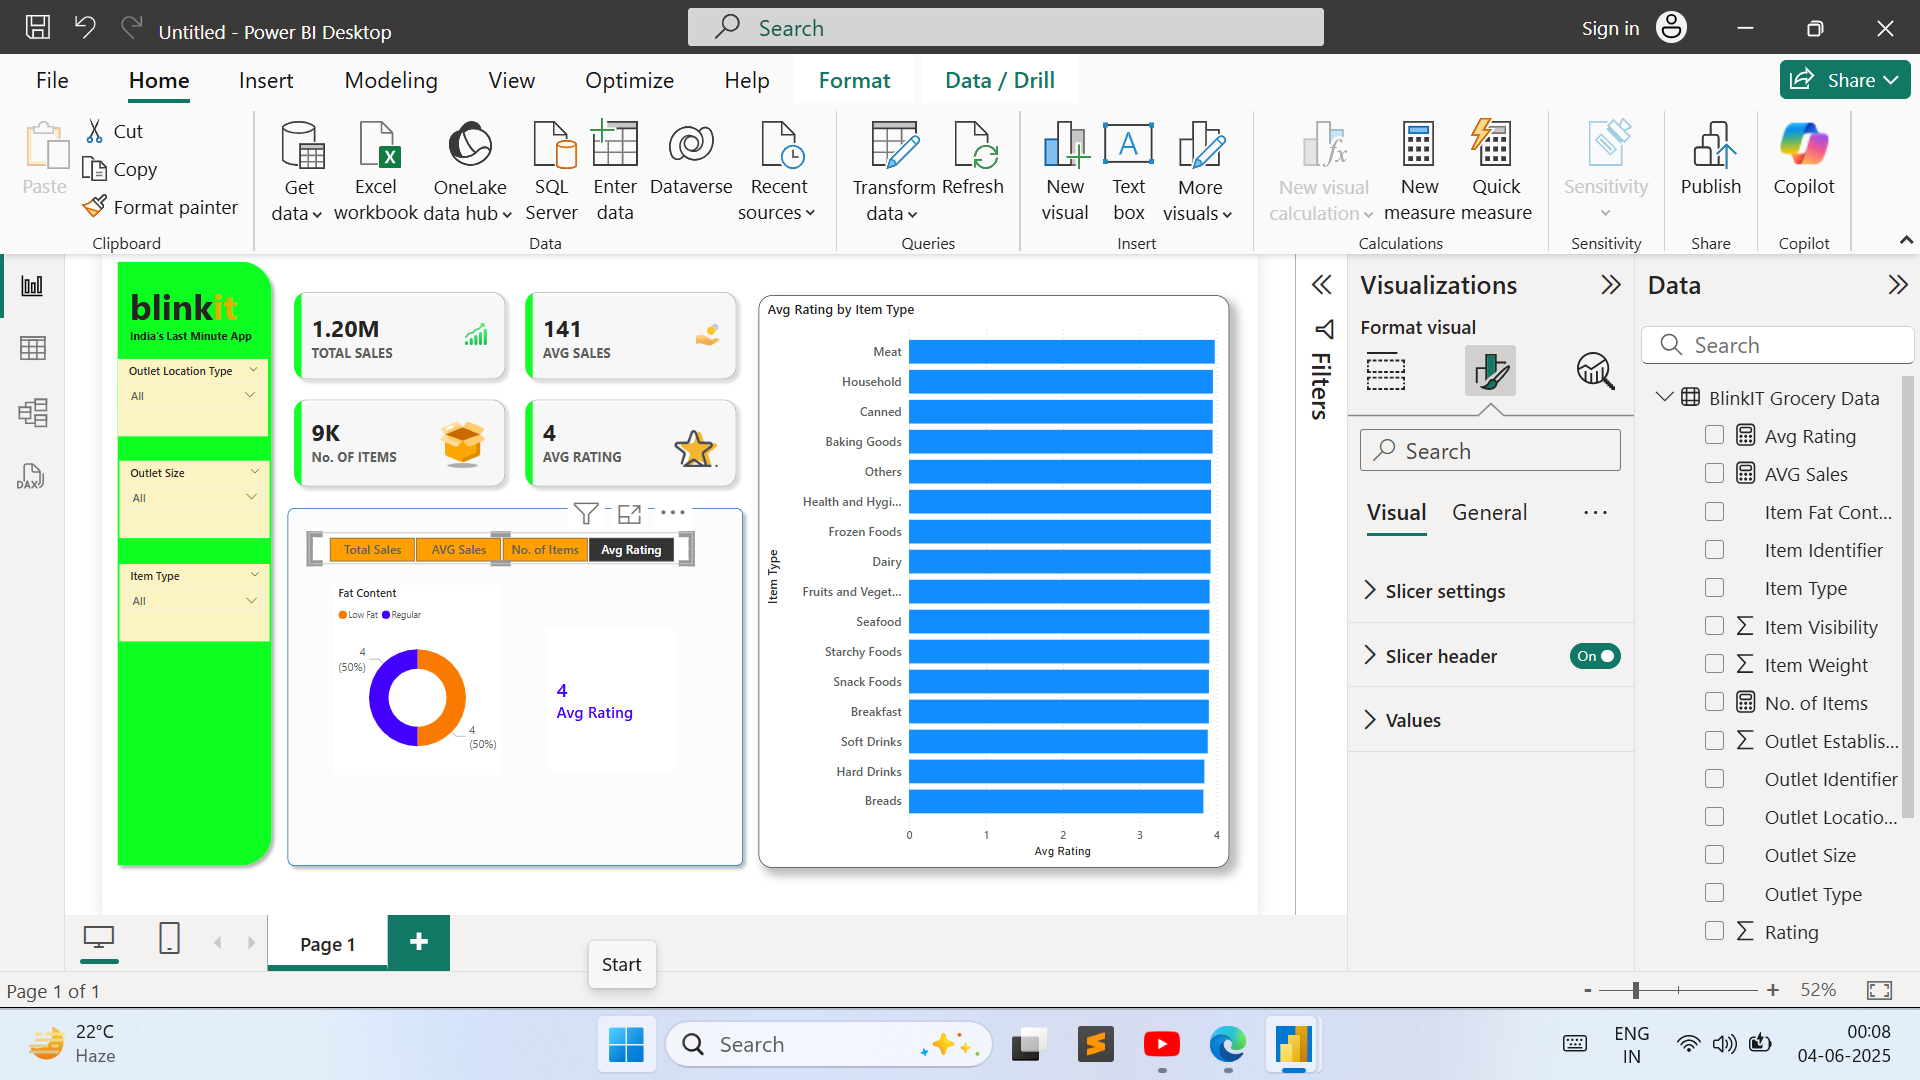 Untitled - Power BI Desktop
Search
Sign in
File
Home
Insert
Modeling
View
Optimize
Help
Format
Data / Drill
Share
Paste
Cut
Copy
Format painter
Clipboard
Get data
Excel workbook
OneLake data hub
SQL Server
Enter data
Dataverse
Recent sources
Data
Transform data
Refresh
Queries
New visual
Text box
More visuals
Insert
New visual calculation
New measure
Quick measure
Calculations
Sensitivity
Sensitivity
Publish
Share
Copilot
Copilot
blinkit
India's Last Minute App
Outlet Location Type
All
Outlet Size
All
Item Type
All
1.20M
TOTAL SALES
141
AVG SALES
9K
No. OF ITEMS
4
AVG RATING
Total Sales
AVG Sales
No. of Items
Avg Rating
Fat Content
Low Fat Regular
4
(50%)
4
(50%)
4
Avg Rating
Avg Rating by Item Type
Item Type
Meat
Household
Canned
Baking Goods
Others
Health and Hygi...
Frozen Foods
Dairy
Fruits and Veget...
Seafood
Starchy Foods
Snack Foods
Breakfast
Soft Drinks
Hard Drinks
Breads
0 1 2 3 4
Avg Rating
Filters
Visualizations
Format visual
Search
Visual
General
Slicer settings
Slicer header
On
Values
Data
Search
BlinkIT Grocery Data
Avg Rating
AVG Sales
Item Fat Cont...
Item Identifier
Item Type
Item Visibility
Item Weight
No. of Items
Outlet Establis...
Outlet Identifier
Outlet Locatio...
Outlet Size
Outlet Type
Rating
Page 1
+
Start
Page 1 of 1
- + 52%
22°C
Haze
Search
ENG
IN
00:08
04-06-2025
DAX